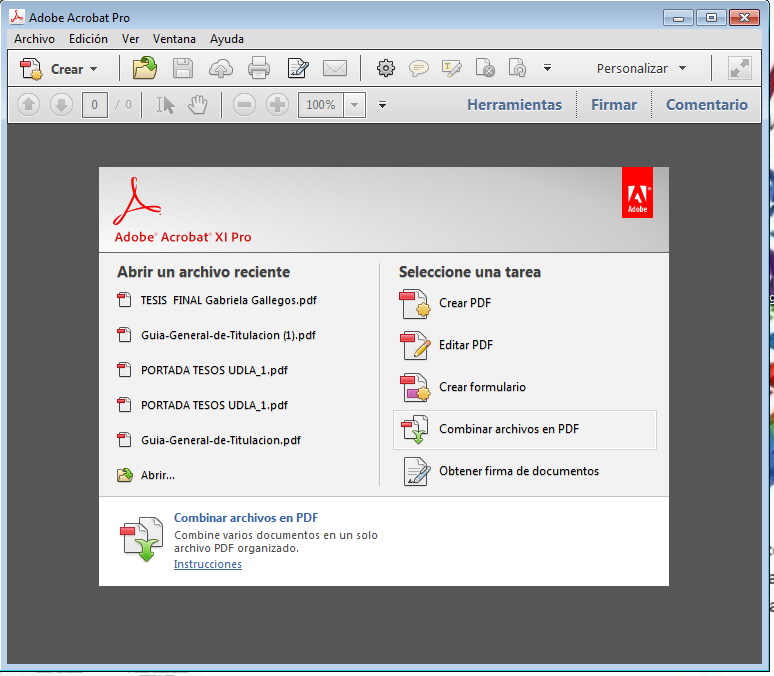 Adobe Acrobat Pro
Archivo Edición Ver Ventana Ayuda
Crear Personalizar
0 / 0 100% Herramientas Firmar Comentario
Adobe
Adobe® Acrobat® XI Pro
Abrir un archivo reciente
TESIS FINAL Gabriela Gallegos.pdf
Guia-General-de-Titulacion (1).pdf
PORTADA TESOS UDLA_1.pdf
PORTADA TESOS UDLA_1.pdf
Guia-General-de-Titulacion.pdf
Abrir...
Seleccione una tarea
Crear PDF
Editar PDF
Crear formulario
Combinar archivos en PDF
Obtener firma de documentos
Combinar archivos en PDF
Combine varios documentos en un solo
archivo PDF organizado.
Instrucciones